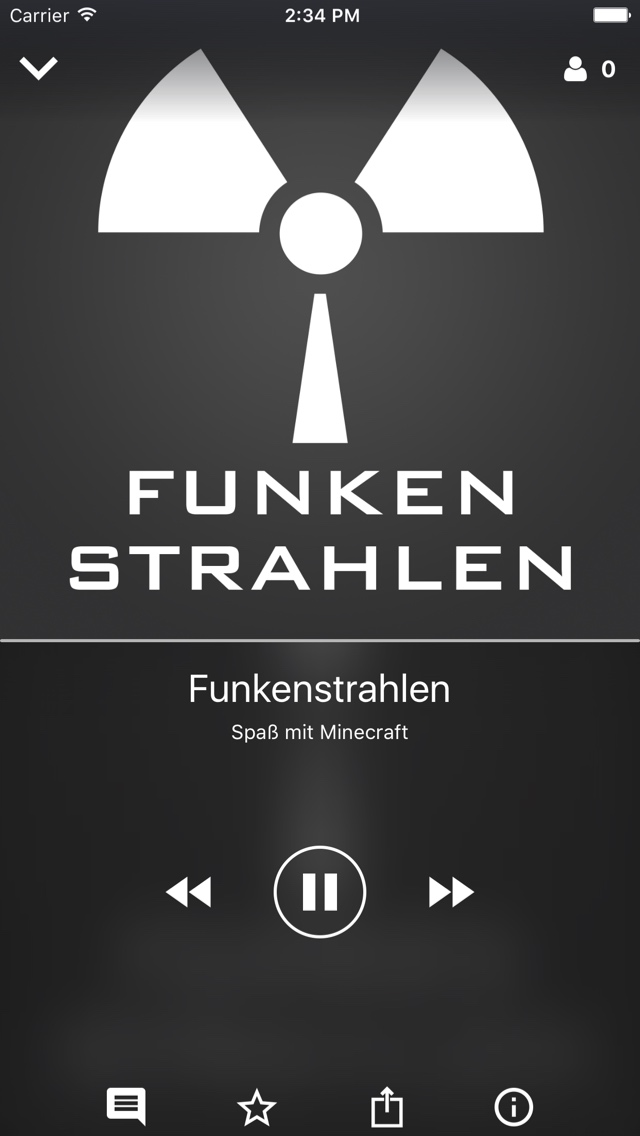 Carrier 2:34 PM
0
FUNKEN
STRAHLEN
Funkenstrahlen
Spaß mit Minecraft